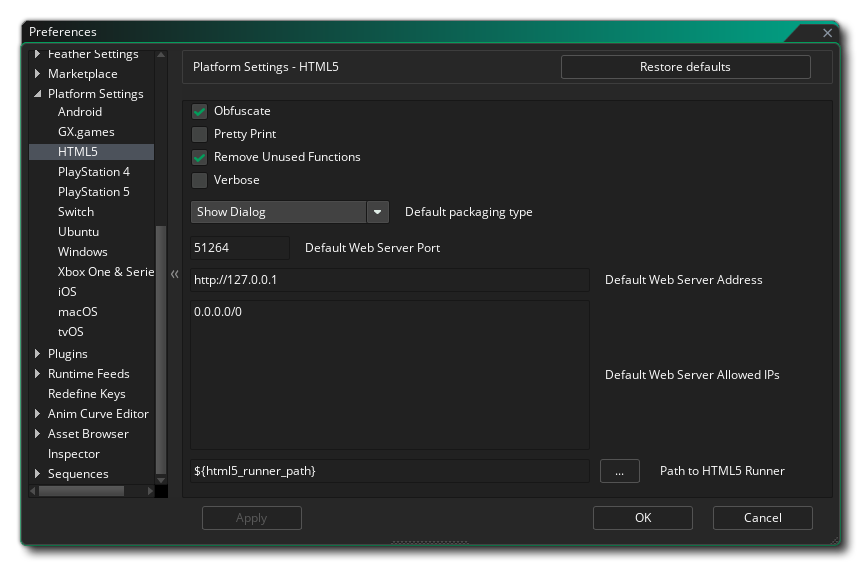 Preferences
Feather Settings
Marketplace
Platform Settings
Android
GX.games
HTML5
PlayStation 4
PlayStation 5
Switch
Ubuntu
Windows
Xbox One & Serie
iOS
macOS
tvOS
Plugins
Runtime Feeds
Redefine Keys
Anim Curve Editor
Asset Browser
Inspector
Sequences
Platform Settings - HTML5
Restore defaults
Obfuscate
Pretty Print
Remove Unused Functions
Verbose
Show Dialog Default packaging type
51264 Default Web Server Port
http://127.0.0.1 Default Web Server Address
0.0.0.0/0
Default Web Server Allowed IPs
${html5_runner_path} ... Path to HTML5 Runner
Apply OK Cancel